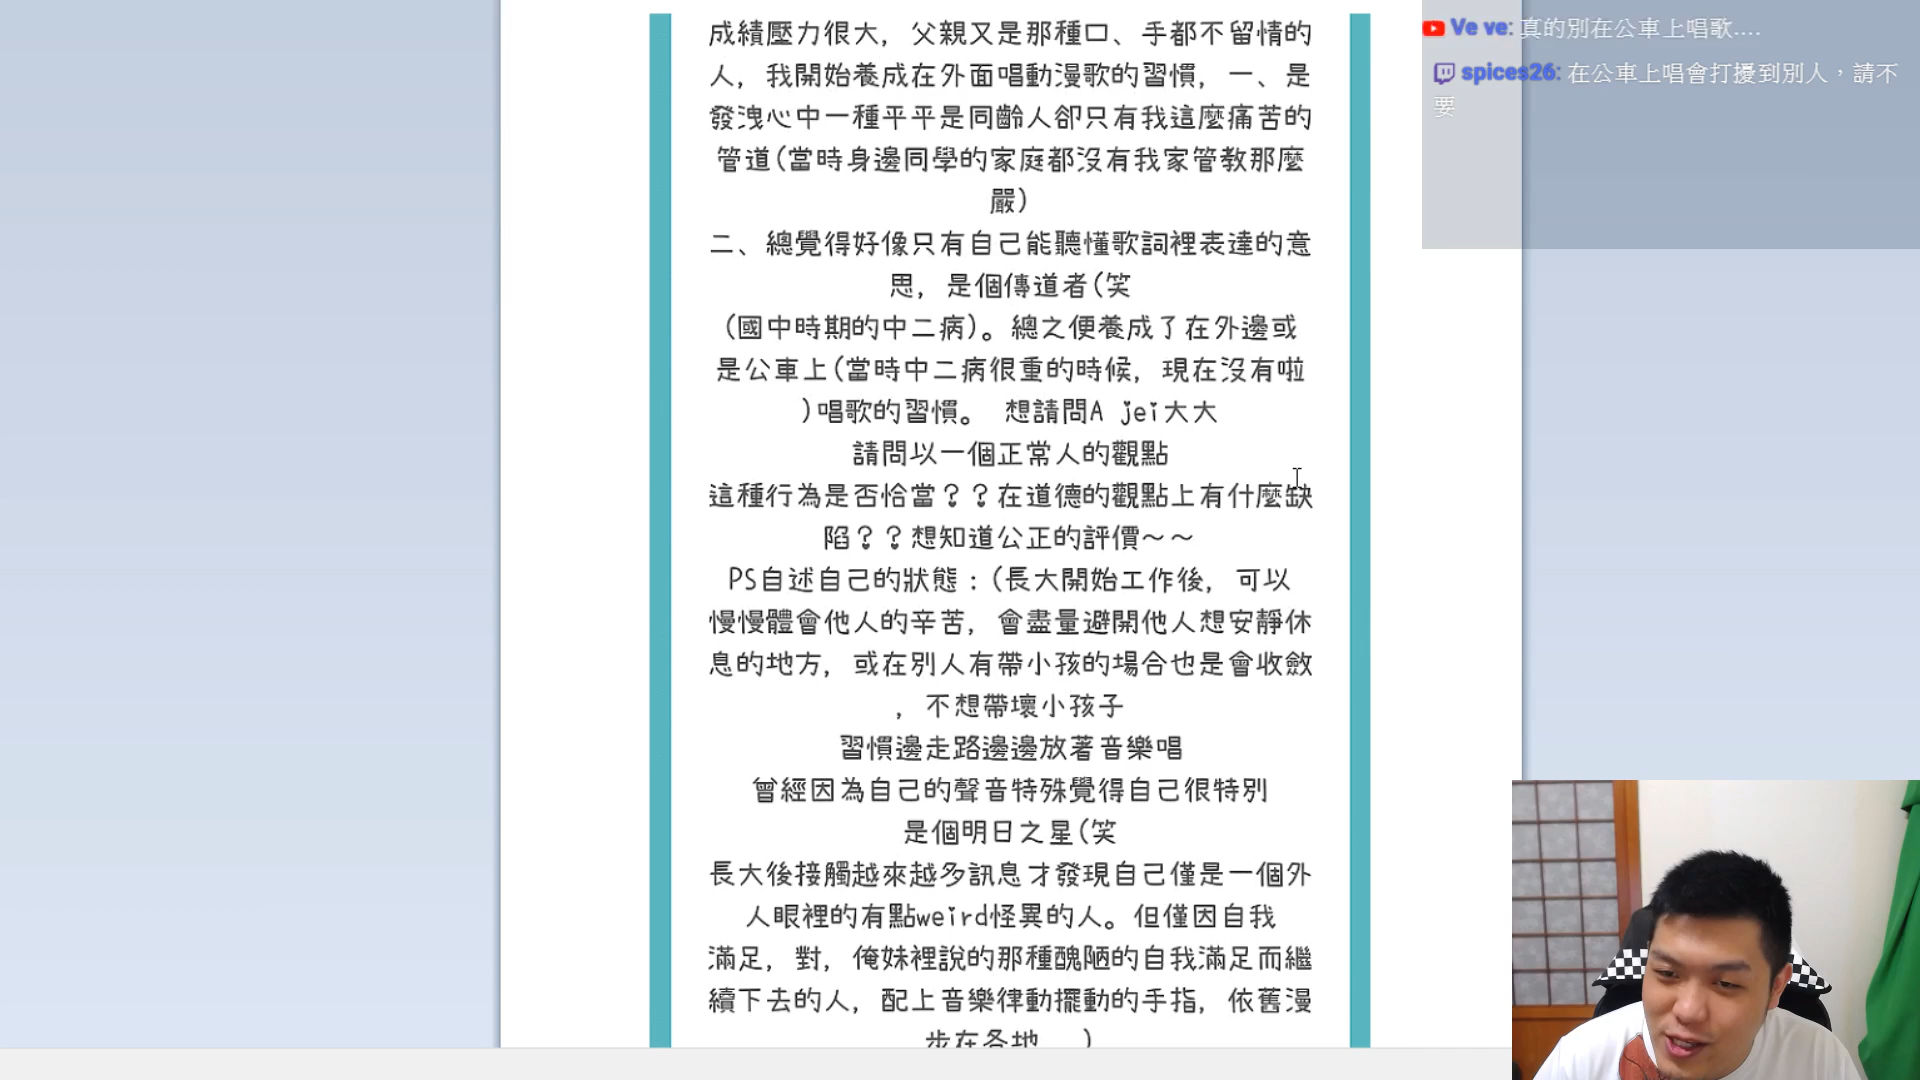 成績壓力很大, 父親又是那種口、手都不留情的
人, 我開始養成在外面唱動漫歌的習慣, 一、是
發洩心中一種平平是同齡人卻只有我這麼痛苦的
管道(當時身邊同學的家庭都沒有我家管教那麼
嚴)
二、總覺得好像只有自己能聽懂歌詞裡表達的意
思, 是個傳道者(笑
(國中時期的中二病)。總之便養成了在外邊或
是公車上(當時中二病很重的時候, 現在沒有啦
)唱歌的習慣。 想請問A jei大大
請問以一個正常人的觀點
這種行為是否恰當??在道德的觀點上有什麼缺
陷??想知道公正的評價～～
PS自述自己的狀態:(長大開始工作後, 可以
慢慢體會他人的辛苦, 會盡量避開他人想安靜休
息的地方, 或在別人有帶小孩的場合也是會收斂
, 不想帶壞小孩子
習慣邊走路邊邊放著音樂唱
曾經因為自己的聲音特殊覺得自己很特別
是個明日之星(笑
長大後接觸越來越多訊息才發現自己僅是一個外
人眼裡的有點weird怪異的人。但僅因自我
滿足, 對, 俺妹裡說的那種醜陋的自我滿足而繼
續下去的人, 配上音樂律動擺動的手指, 依舊漫
步在各地 )
Ve ve: 真的別在公車上唱歌....
spices26: 在公車上唱會打擾到別人，請不
要